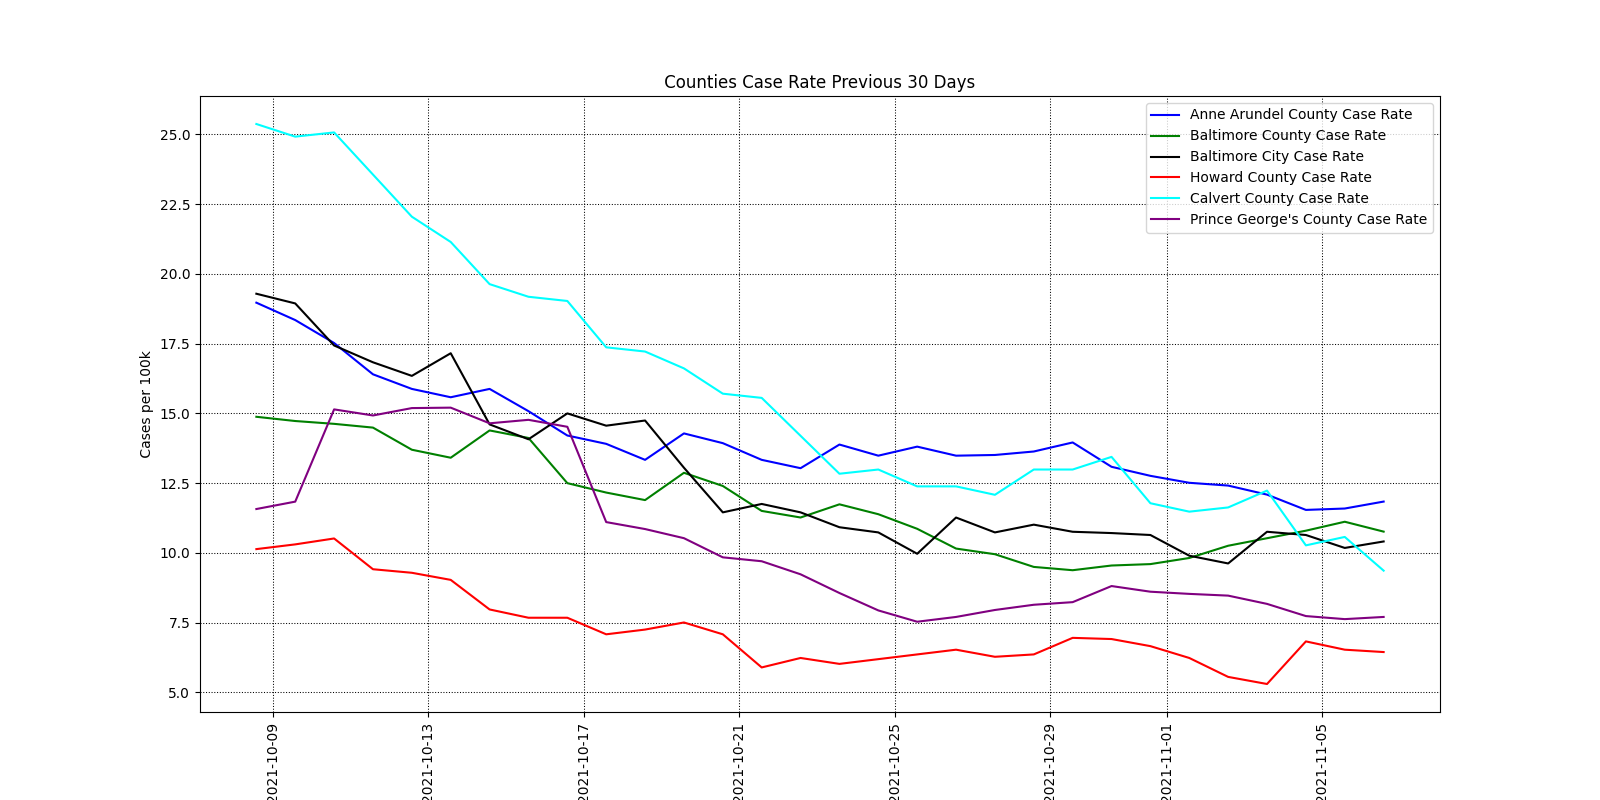 Counties Case Rate Previous 30 Days
Anne Arundel County Case Rate
Baltimore County Case Rate
Baltimore City Case Rate
Howard County Case Rate
Calvert County Case Rate
Prince George's County Case Rate
Cases per 100k
25.0
22.5
20.0
17.5
15.0
12.5
10.0
7.5
5.0
2021-10-09
2021-10-13
2021-10-17
2021-10-21
2021-10-25
2021-10-29
2021-11-01
2021-11-05